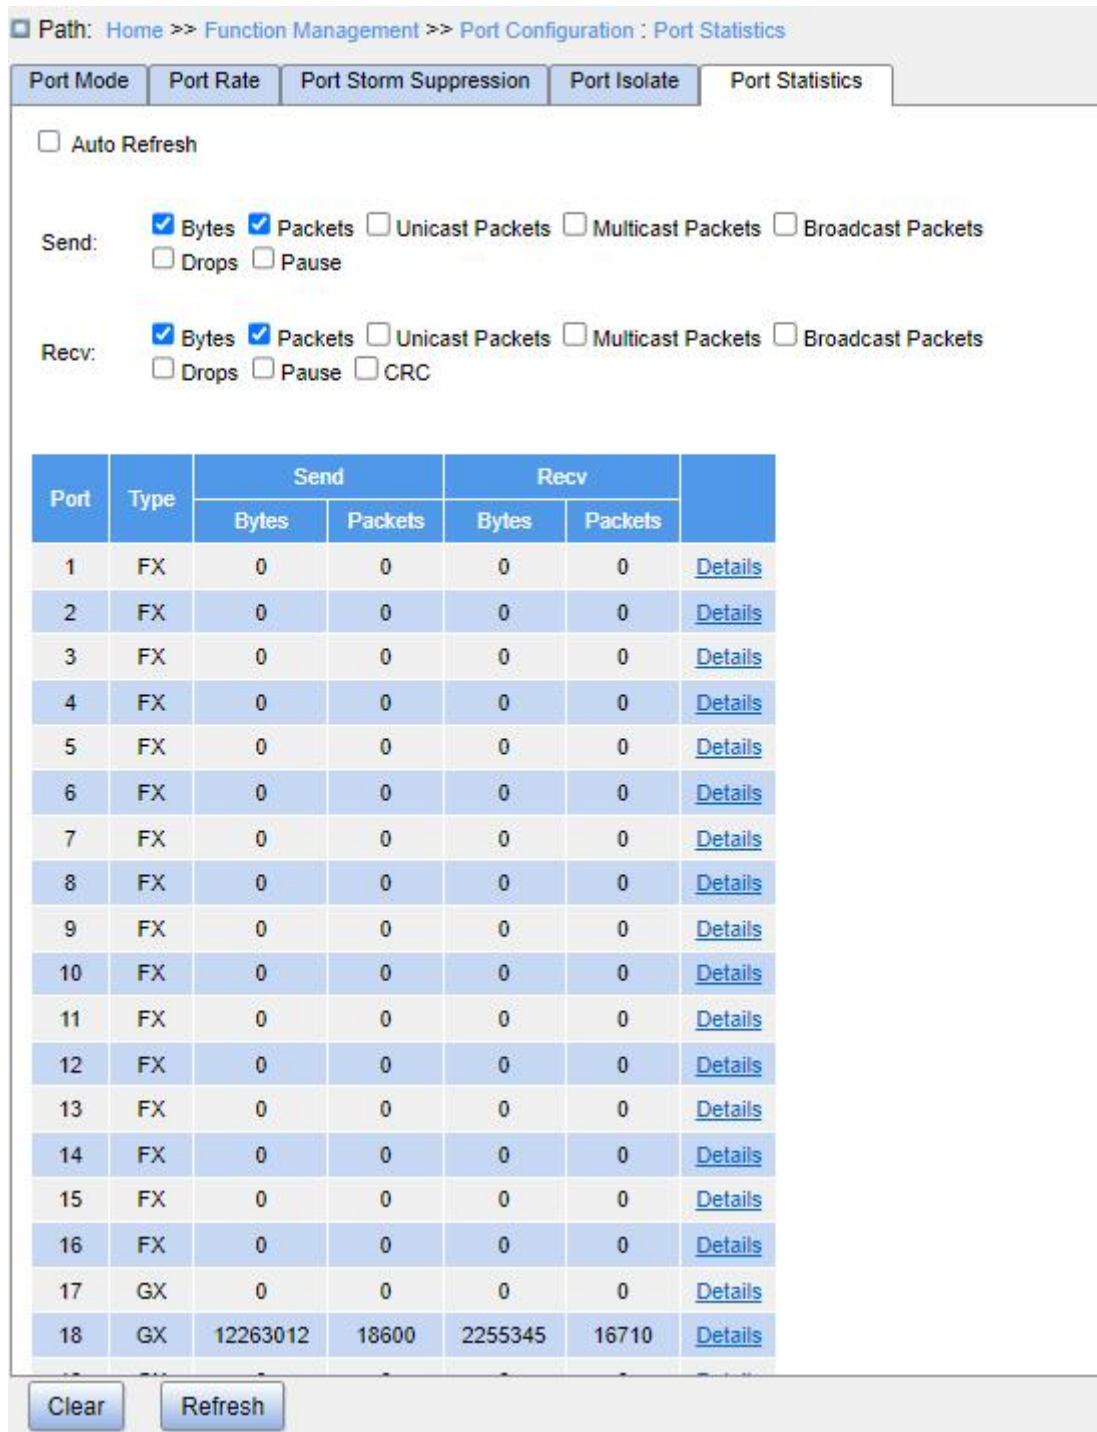 Path: Home >> Function Management >> Port Configuration : Port Statistics
Port Mode Port Rate Port Storm Suppression Port Isolate Port Statistics
Auto Refresh
Send: Bytes Packets Unicast Packets Multicast Packets Broadcast Packets
Drops Pause
Recv: Bytes Packets Unicast Packets Multicast Packets Broadcast Packets
Drops Pause CRC
Port Type Send Recv
Bytes Packets Bytes Packets
1 FX 0 0 0 0 Details
2 FX 0 0 0 0 Details
3 FX 0 0 0 0 Details
4 FX 0 0 0 0 Details
5 FX 0 0 0 0 Details
6 FX 0 0 0 0 Details
7 FX 0 0 0 0 Details
8 FX 0 0 0 0 Details
9 FX 0 0 0 0 Details
10 FX 0 0 0 0 Details
11 FX 0 0 0 0 Details
12 FX 0 0 0 0 Details
13 FX 0 0 0 0 Details
14 FX 0 0 0 0 Details
15 FX 0 0 0 0 Details
16 FX 0 0 0 0 Details
17 GX 0 0 0 0 Details
18 GX 12263012 18600 2255345 16710 Details
Clear Refresh